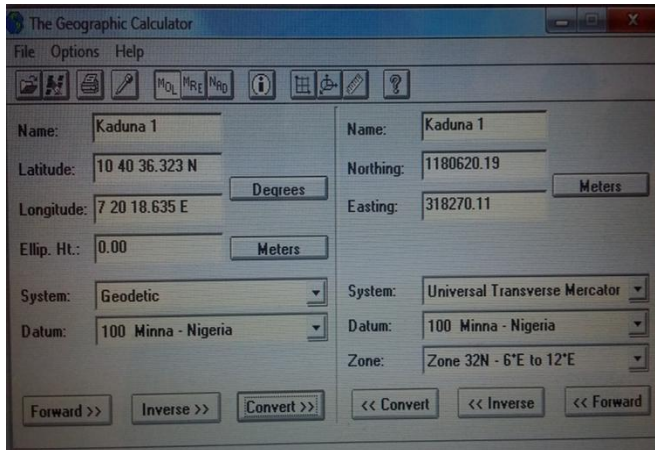 The Geographic Calculator
File Options Help
MOL MRE NAD i ?
Name: Kaduna 1
Latitude: 10 40 36.323 N
Degrees
Longitude: 7 20 18.635 E
Ellip. Ht.: 0.00 Meters
System: Geodetic
Datum: 100 Minna - Nigeria
Forward >> Inverse >> Convert >>
Name: Kaduna 1
Northing: 1180620.19
Meters
Easting: 318270.11
System: Universal Transverse Mercator
Datum: 100 Minna - Nigeria
Zone: Zone 32N - 6°E to 12°E
<< Convert << Inverse << Forward